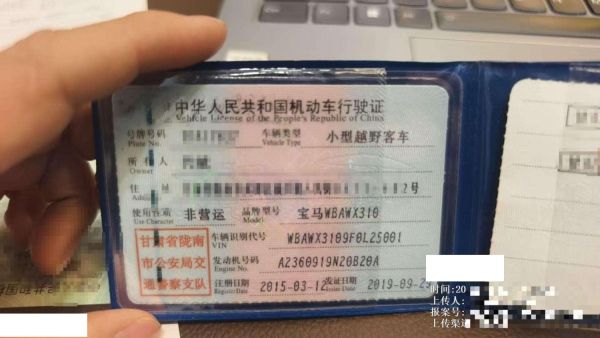 中华人民共和国机动车行驶证
Vehicle License of the People's Republic of China
号牌号码
Plate No.
车辆类型
Vehicle Type
小型越野客车
所有人
Owner
住
2号
使用性质
Use Character
非营运
品牌型号
Model
宝马WBAWX310
甘肃省陇南
市公安局交
通警察支队
车辆识别代号
VIN
WBAWX3109F0L25001
发动机号码
Engine No.
A2360919N20B20A
注册日期
Register Date
2015-03-12
发证日期
Issue Date
2019-09-25
时间:20
上传人:
报案号:
上传渠道